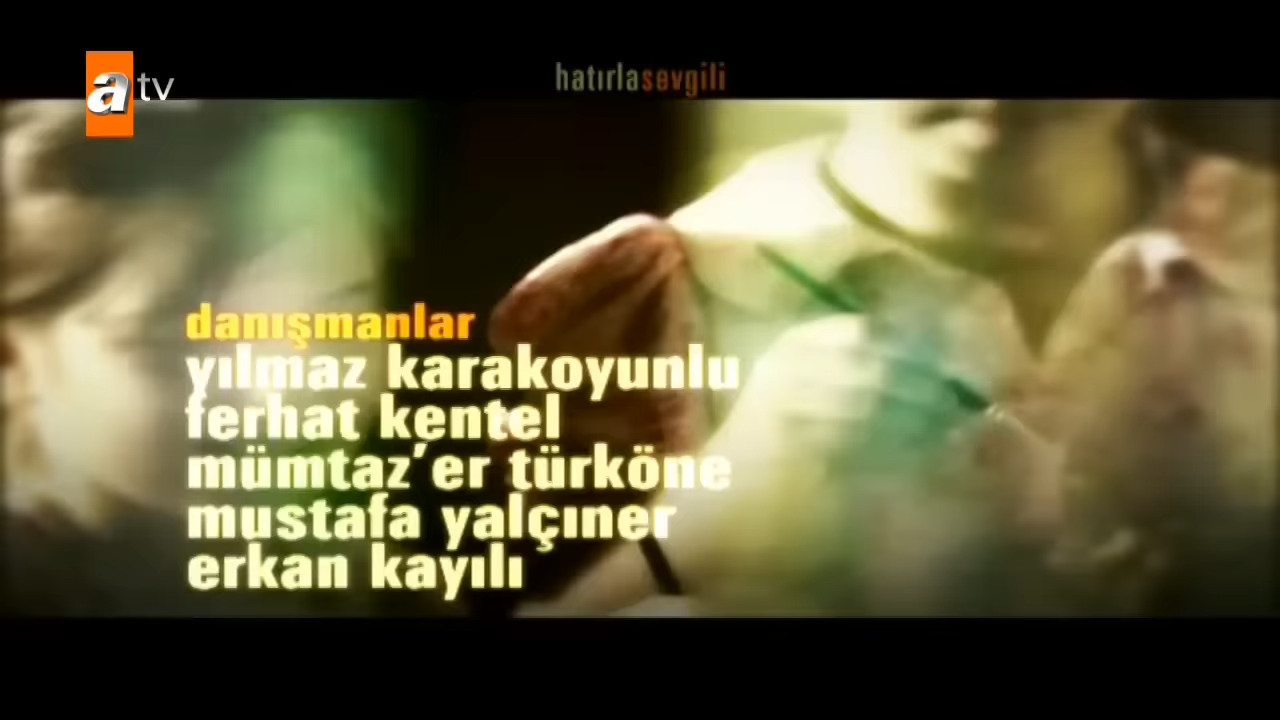 atv
hatırlasevgili
danışmanlar
yılmaz karakoyunlu
ferhat kentel
mümtaz'er türköne
mustafa yalçıner
erkan kayılı